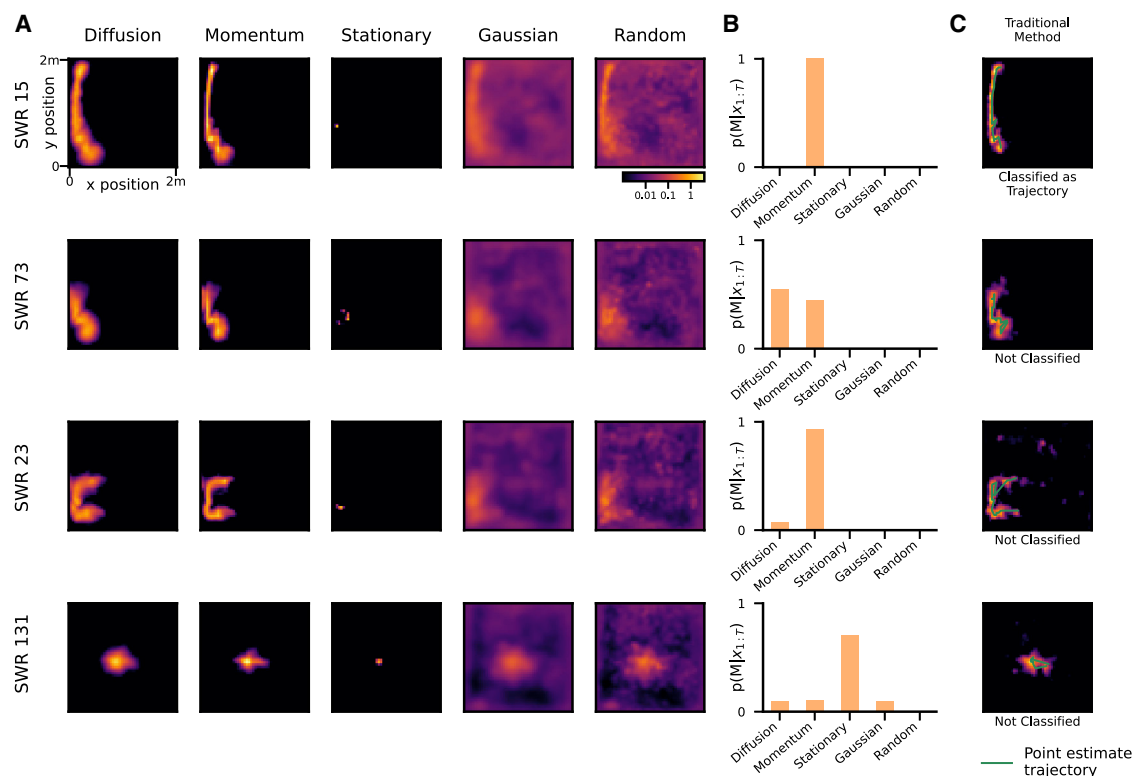 A
B
C
Diffusion
Momentum
Stationary
Gaussian
Random
Traditional
Method
SWR 15
2m
y position
0
0
x position
2m
0.01 0.1 1
p(M|x1:T)
1
0
Diffusion
Momentum
Stationary
Gaussian
Random
Classified as
Trajectory
SWR 73
p(M|x1:T)
1
0
Diffusion
Momentum
Stationary
Gaussian
Random
Not Classified
SWR 23
p(M|x1:T)
1
0
Diffusion
Momentum
Stationary
Gaussian
Random
Not Classified
SWR 131
p(M|x1:T)
1
0
Diffusion
Momentum
Stationary
Gaussian
Random
Not Classified
Point estimate
trajectory